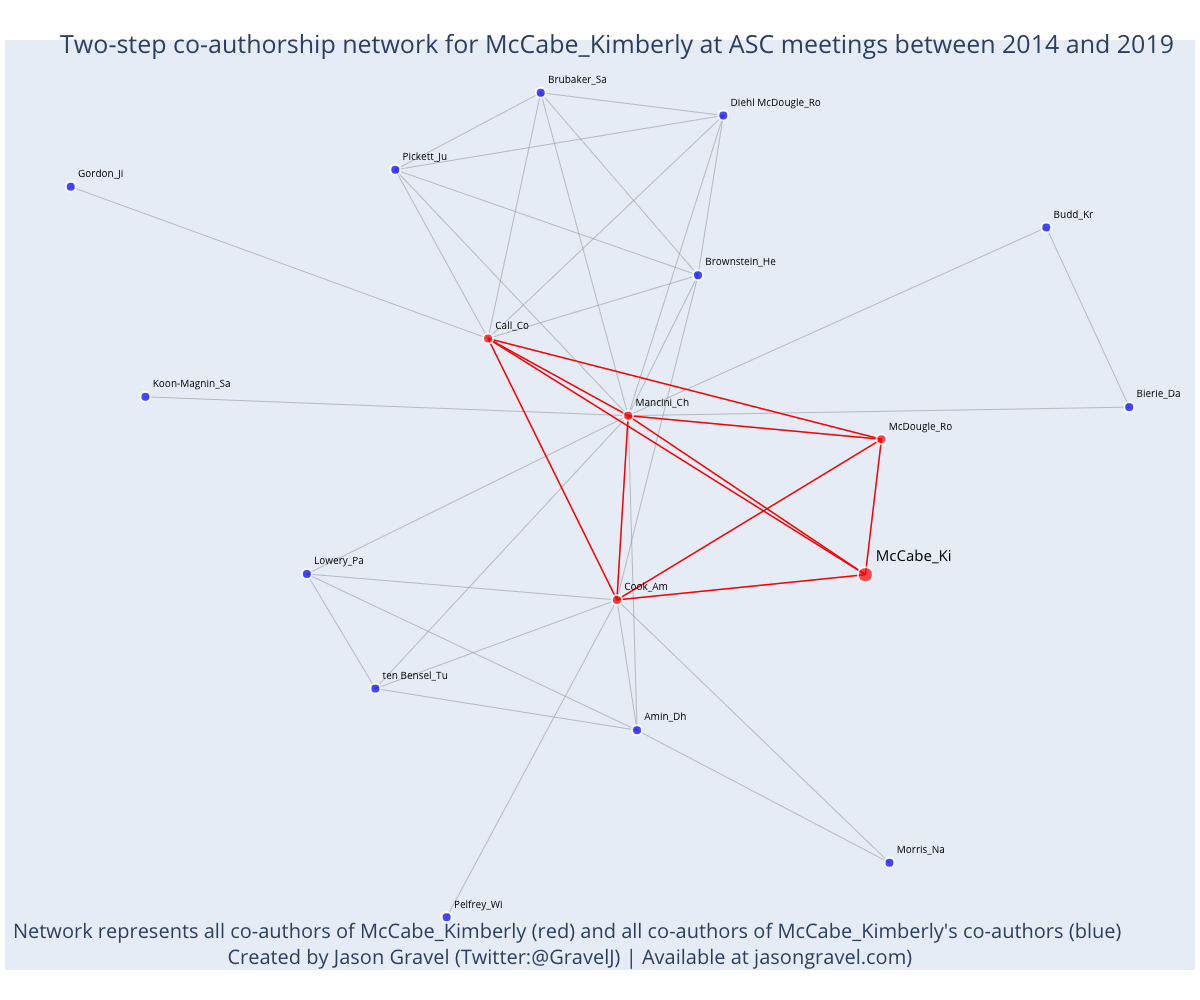 Two-step co-authorship network for McCabe_Kimberly at ASC meetings between 2014 and 2019
Brubaker_Sa
Diehl McDougle_Ro
Pickett_Ju
Gordon_Ji
Budd_Kr
Brownstein_He
Call_Co
Koon-Magnin_Sa
Bierie_Da
Mancini_Ch
McDougle_Ro
McCabe_Ki
Lowery_Pa
Cook_Am
ten Bensel_Tu
Amin_Dh
Morris_Na
Pelfrey_Wi
Network represents all co-authors of McCabe_Kimberly (red) and all co-authors of McCabe_Kimberly's co-authors (blue)
Created by Jason Gravel (Twitter:@GravelJ) | Available at jasongravel.com)